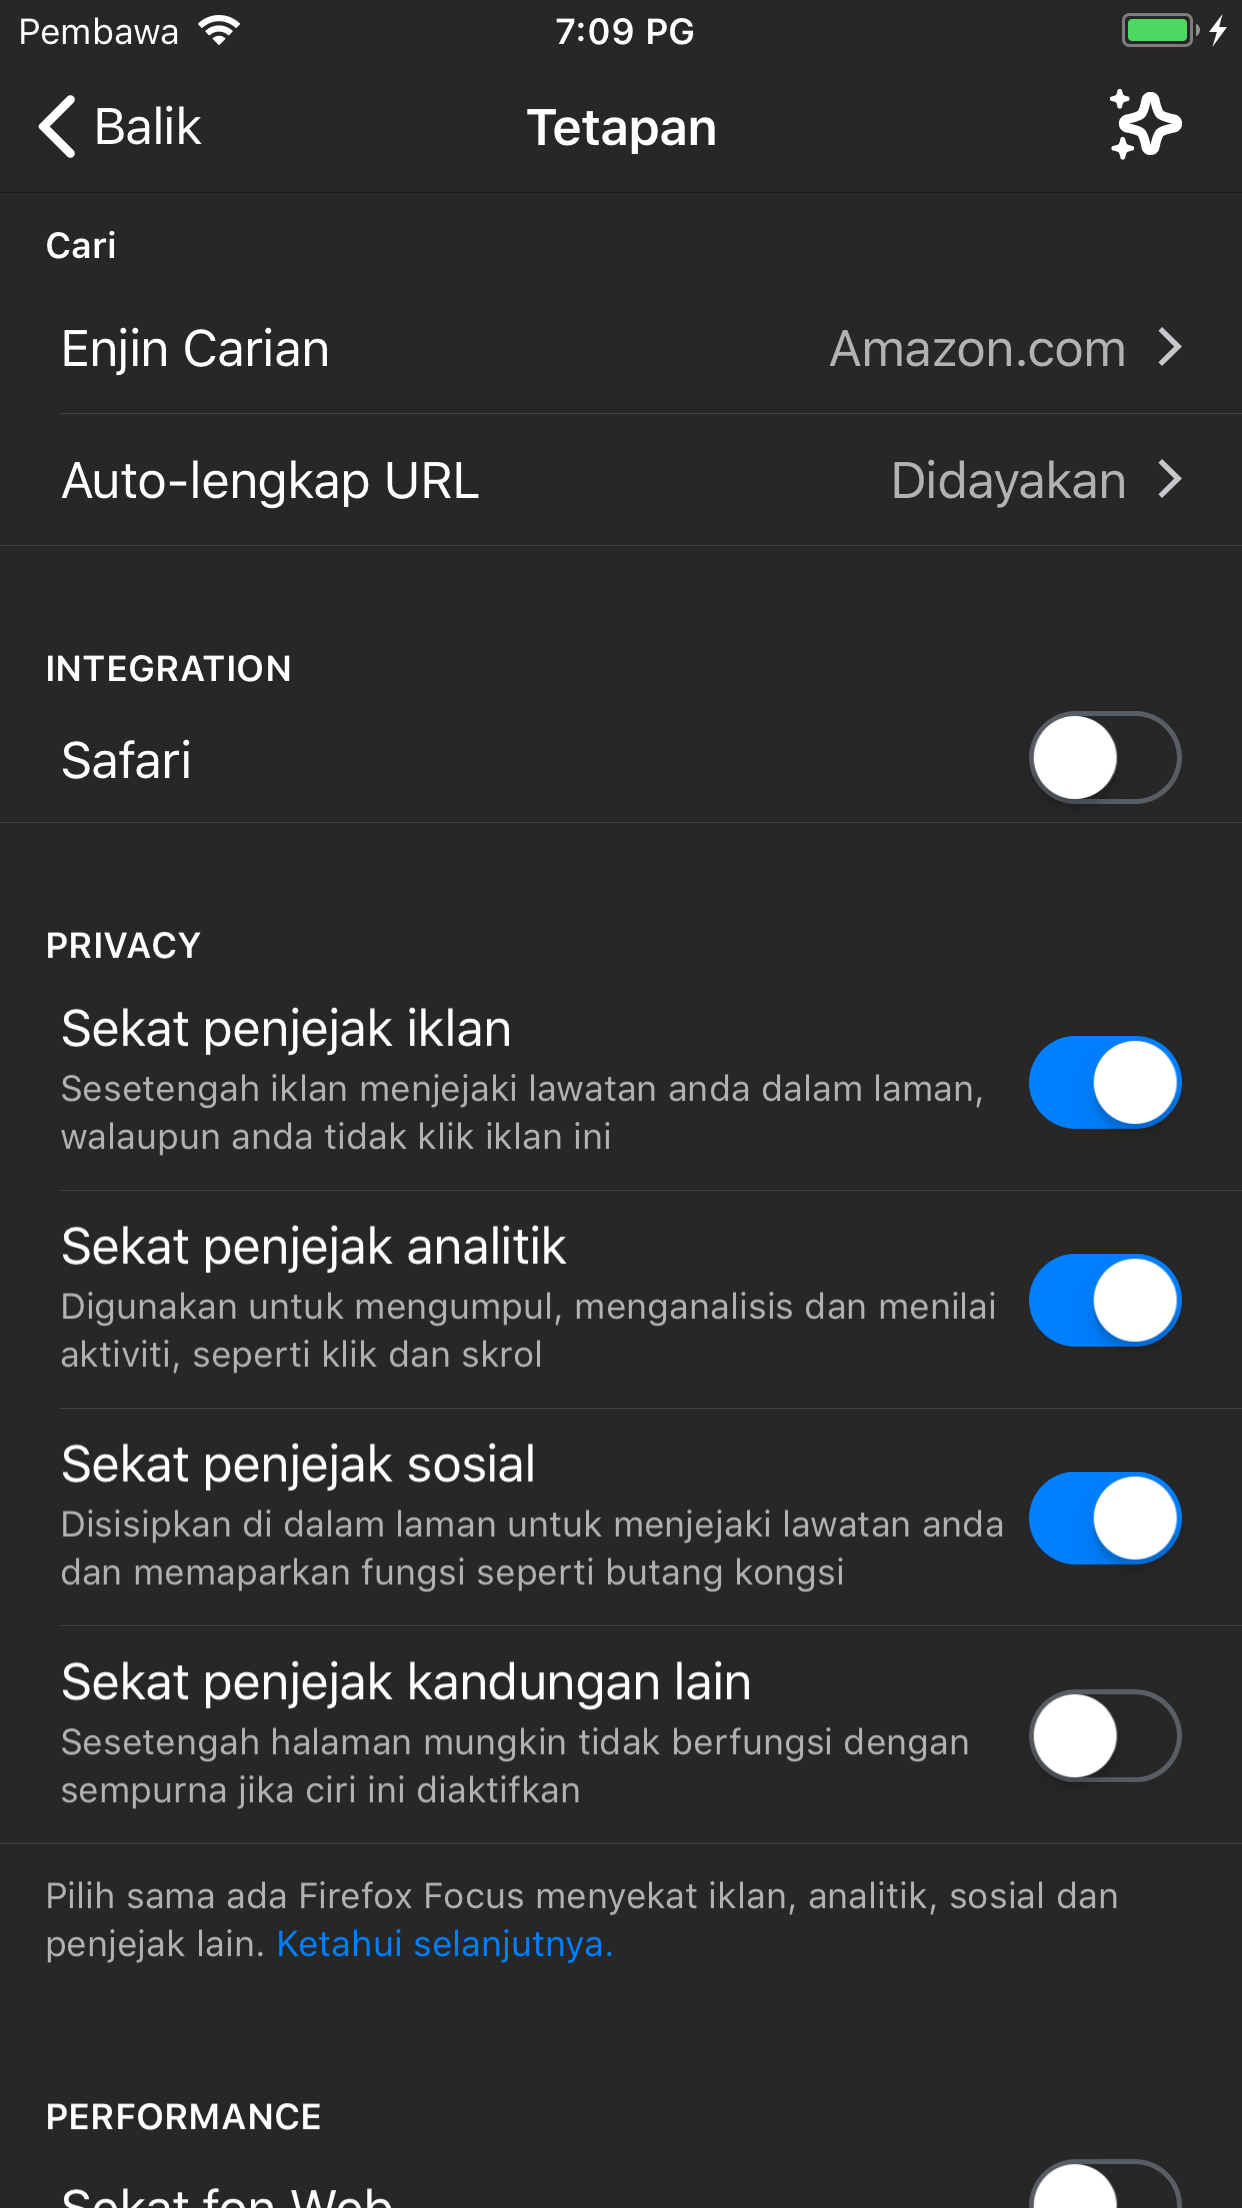 Pembawa
7:09 PG
Balik
Tetapan
Cari
Enjin Carian
Amazon.com
Auto-lengkap URL
Didayakan
INTEGRATION
Safari
PRIVACY
Sekat penjejak iklan
Sesetengah iklan menjejaki lawatan anda dalam laman,
walaupun anda tidak klik iklan ini
Sekat penjejak analitik
Digunakan untuk mengumpul, menganalisis dan menilai
aktiviti, seperti klik dan skrol
Sekat penjejak sosial
Disisipkan di dalam laman untuk menjejaki lawatan anda
dan memaparkan fungsi seperti butang kongsi
Sekat penjejak kandungan lain
Sesetengah halaman mungkin tidak berfungsi dengan
sempurna jika ciri ini diaktifkan
Pilih sama ada Firefox Focus menyekat iklan, analitik, sosial dan
penjejak lain. Ketahui selanjutnya.
PERFORMANCE
Sekat fon Web